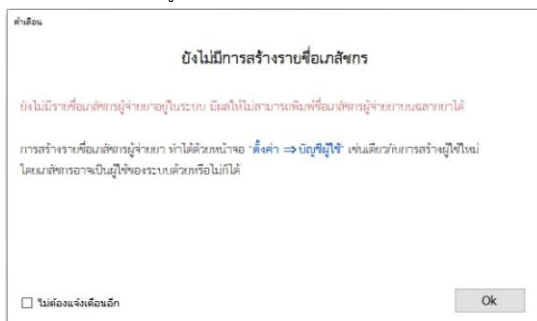 คำเตือน
ยังไม่มีการสร้างรายชื่อเภสัชกร
ยังไม่มีรายชื่อเภสัชกรผู้จ่ายยาอยู่ในระบบ มีผลให้ไม่สามารถพิมพ์ชื่อเภสัชกรผู้จ่ายยาบนฉลากยาได้
การสร้างรายชื่อเภสัชกรผู้จ่ายยา ทำได้ด้วยหน้าจอ "ตั้งค่า ⇒ บัญชีผู้ใช้" เช่นเดียวกับการสร้างผู้ใช้ใหม่
โดยเภสัชกรอาจเป็นผู้ใช้ของระบบด้วยหรือไม่ก็ได้
ไม่ต้องแจ้งเตือนอีก
Ok